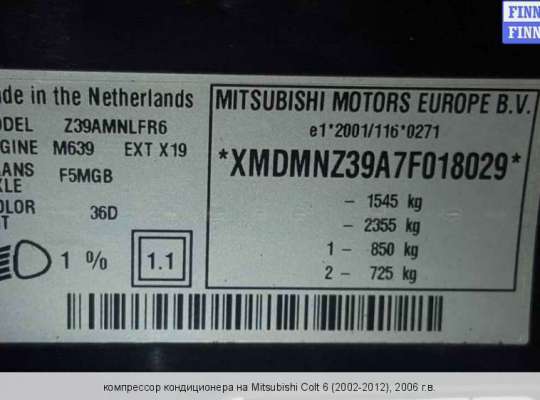 FINN
FINN
de in the Netherlands
ODEL Z39AMNLFR6
GINE M639 EXT X19
ANS F5MGB
XLE
OLOR 36D
T
1 % 1.1
MITSUBISHI MOTORS EUROPE B.V.
e1*2001/116*0271
*XMDMNZ39A7F018029*
- 1545 kg
- 2355 kg
1 - 850 kg
2 - 725 kg
компрессор кондиционера на Mitsubishi Colt 6 (2002-2012), 2006 г.в.